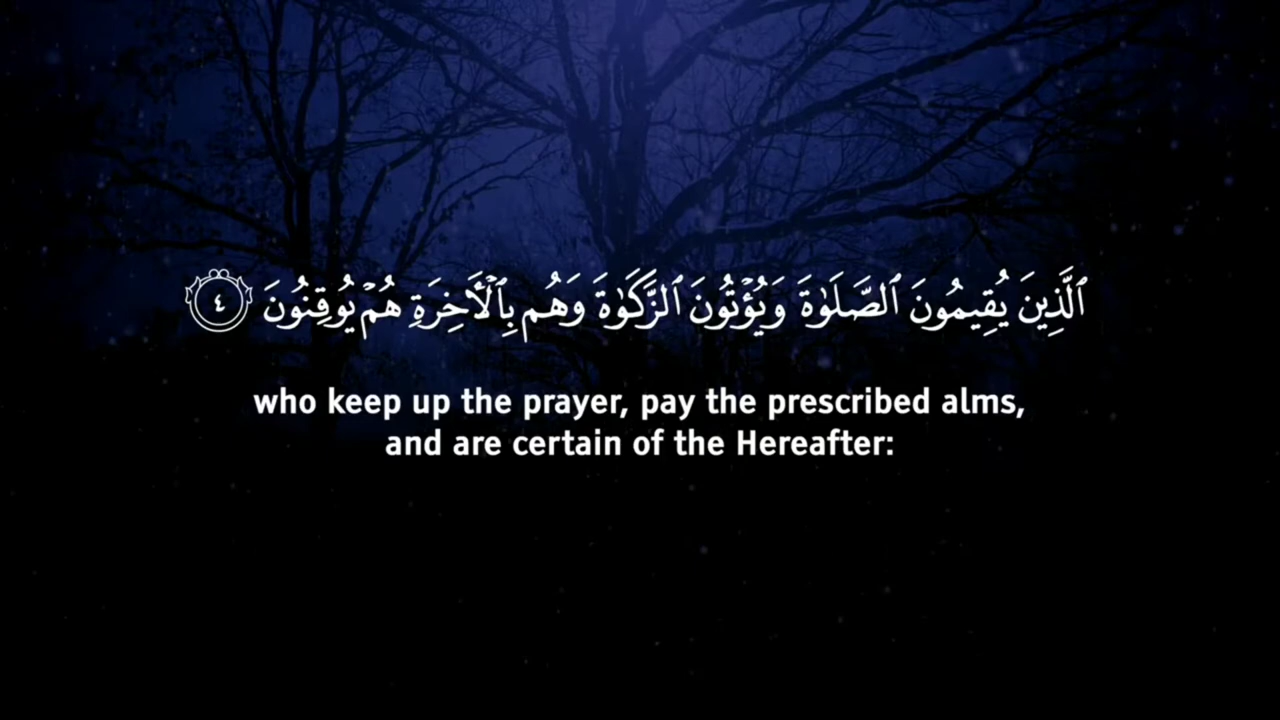 ٱلَّذِينَ يُقِيمُونَ ٱلصَّلَوٰةَ وَيُؤْتُونَ ٱلزَّكَوٰةَ وَهُم بِٱلْـَٔاخِرَةِ هُمْ يُوقِنُونَ ٤
who keep up the prayer, pay the prescribed alms,
and are certain of the Hereafter: